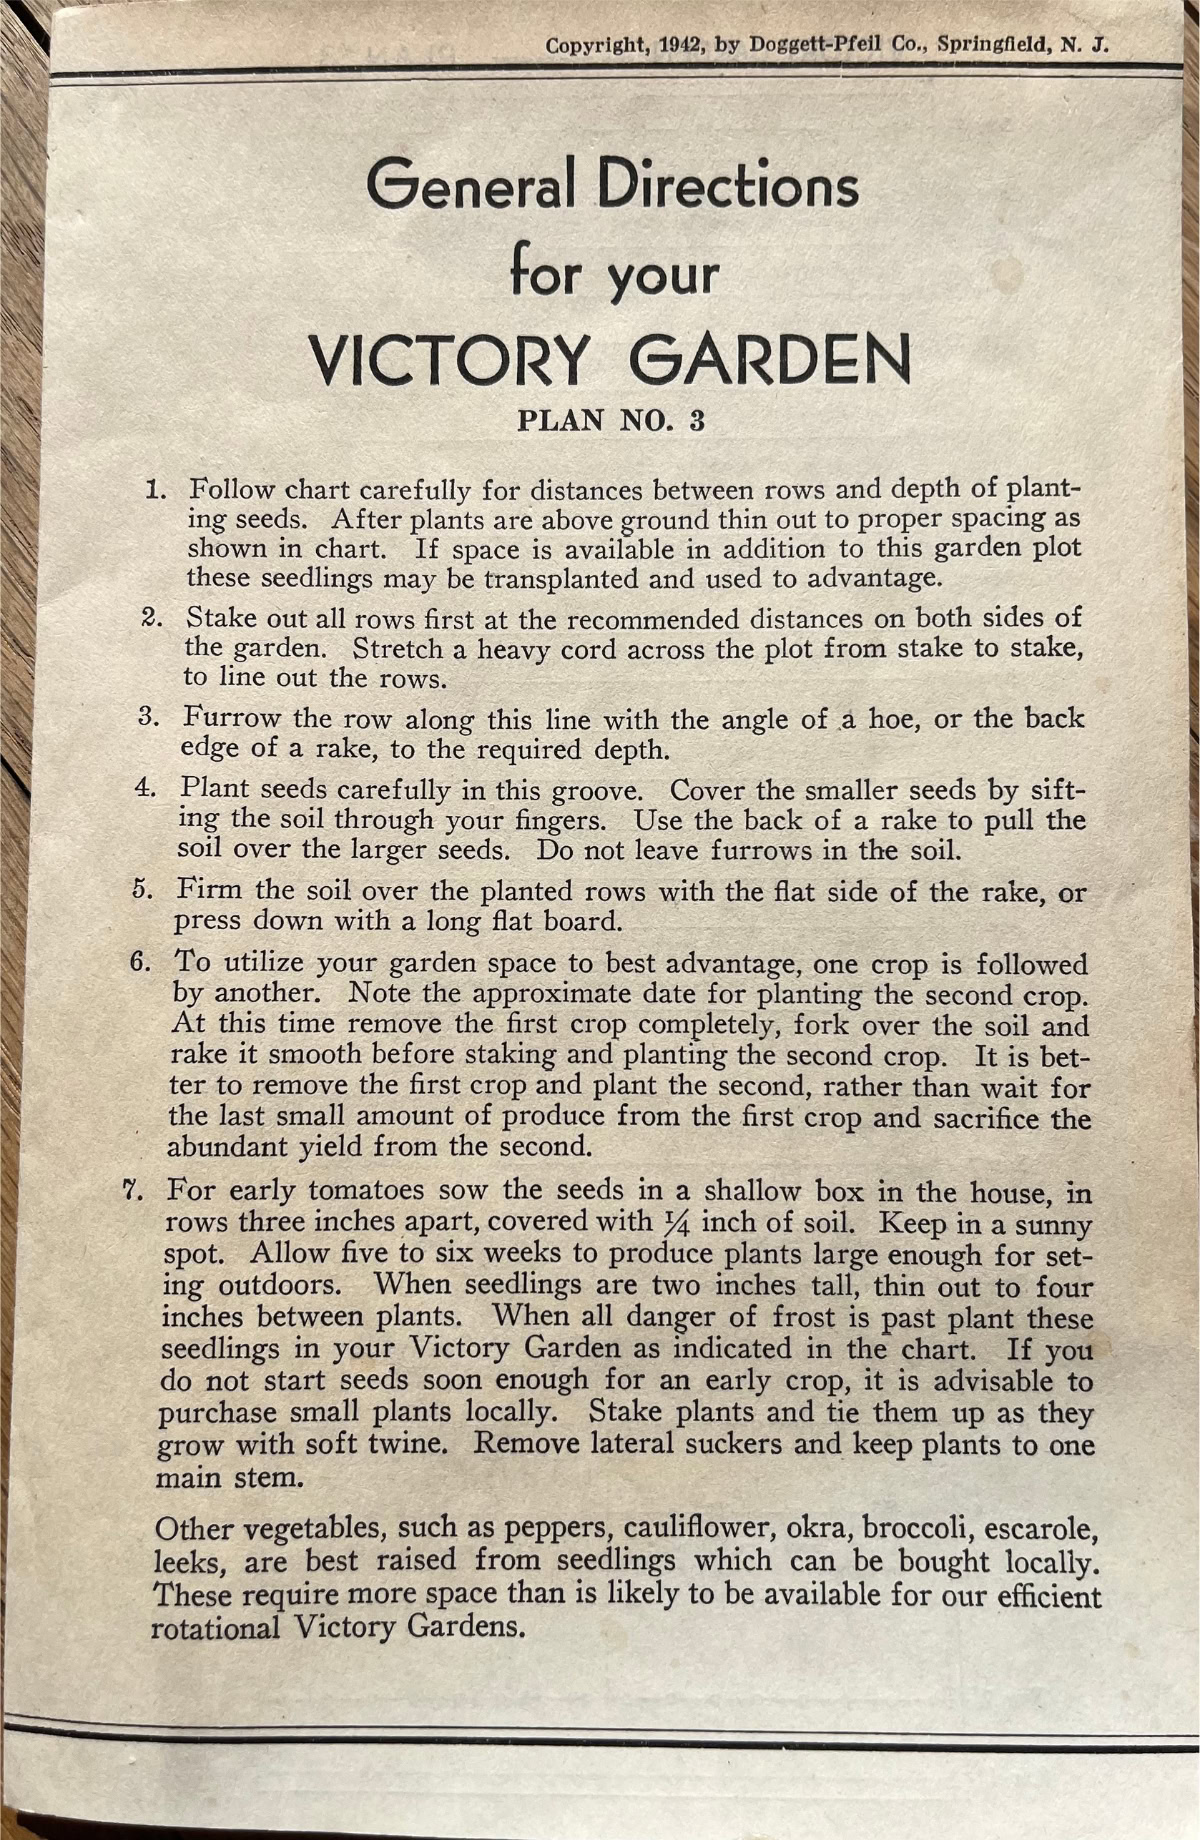 Copyright, 1942, by Doggett-Pfeil Co., Springfield, N. J.
General Directions
for your
VICTORY GARDEN
PLAN NO. 3
1. Follow chart carefully for distances between rows and depth of plant-
ing seeds. After plants are above ground thin out to proper spacing as
shown in chart. If space is available in addition to this garden plot
these seedlings may be transplanted and used to advantage.
2. Stake out all rows first at the recommended distances on both sides of
the garden. Stretch a heavy cord across the plot from stake to stake,
to line out the rows.
3. Furrow the row along this line with the angle of a hoe, or the back
edge of a rake, to the required depth.
4. Plant seeds carefully in this groove. Cover the smaller seeds by sift-
ing the soil through your fingers. Use the back of a rake to pull the
soil over the larger seeds. Do not leave furrows in the soil.
5. Firm the soil over the planted rows with the flat side of the rake, or
press down with a long flat board.
6. To utilize your garden space to best advantage, one crop is followed
by another. Note the approximate date for planting the second crop.
At this time remove the first crop completely, fork over the soil and
rake it smooth before staking and planting the second crop. It is bet-
ter to remove the first crop and plant the second, rather than wait for
the last small amount of produce from the first crop and sacrifice the
abundant yield from the second.
7. For early tomatoes sow the seeds in a shallow box in the house, in
rows three inches apart, covered with ¼ inch of soil. Keep in a sunny
spot. Allow five to six weeks to produce plants large enough for set-
ing outdoors. When seedlings are two inches tall, thin out to four
inches between plants. When all danger of frost is past plant these
seedlings in your Victory Garden as indicated in the chart. If you
do not start seeds soon enough for an early crop, it is advisable to
purchase small plants locally. Stake plants and tie them up as they
grow with soft twine. Remove lateral suckers and keep plants to one
main stem.
Other vegetables, such as peppers, cauliflower, okra, broccoli, escarole,
leeks, are best raised from seedlings which can be bought locally.
These require more space than is likely to be available for our efficient
rotational Victory Gardens.